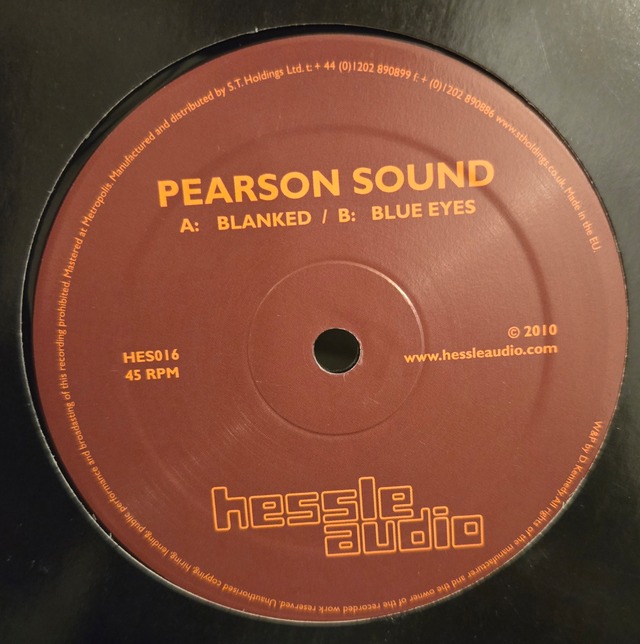 PEARSON SOUND
A: BLANKED / B: BLUE EYES
HES016
45 RPM
© 2010
www.hessleaudio.com
hessle
audio
W&P by D. Kennedy. All rights of the manufacturer and the owner of the recorded work reserved. Unauthorised copying, hiring, lending, public performance and broadcasting of this recording prohibited. Mastered at Metropolis. Manufactured and distributed by S.T. Holdings Ltd. t: + 44 (0)1202 890899 f: + (0)1202 890886 www.stholdings.co.uk. Made in the EU.